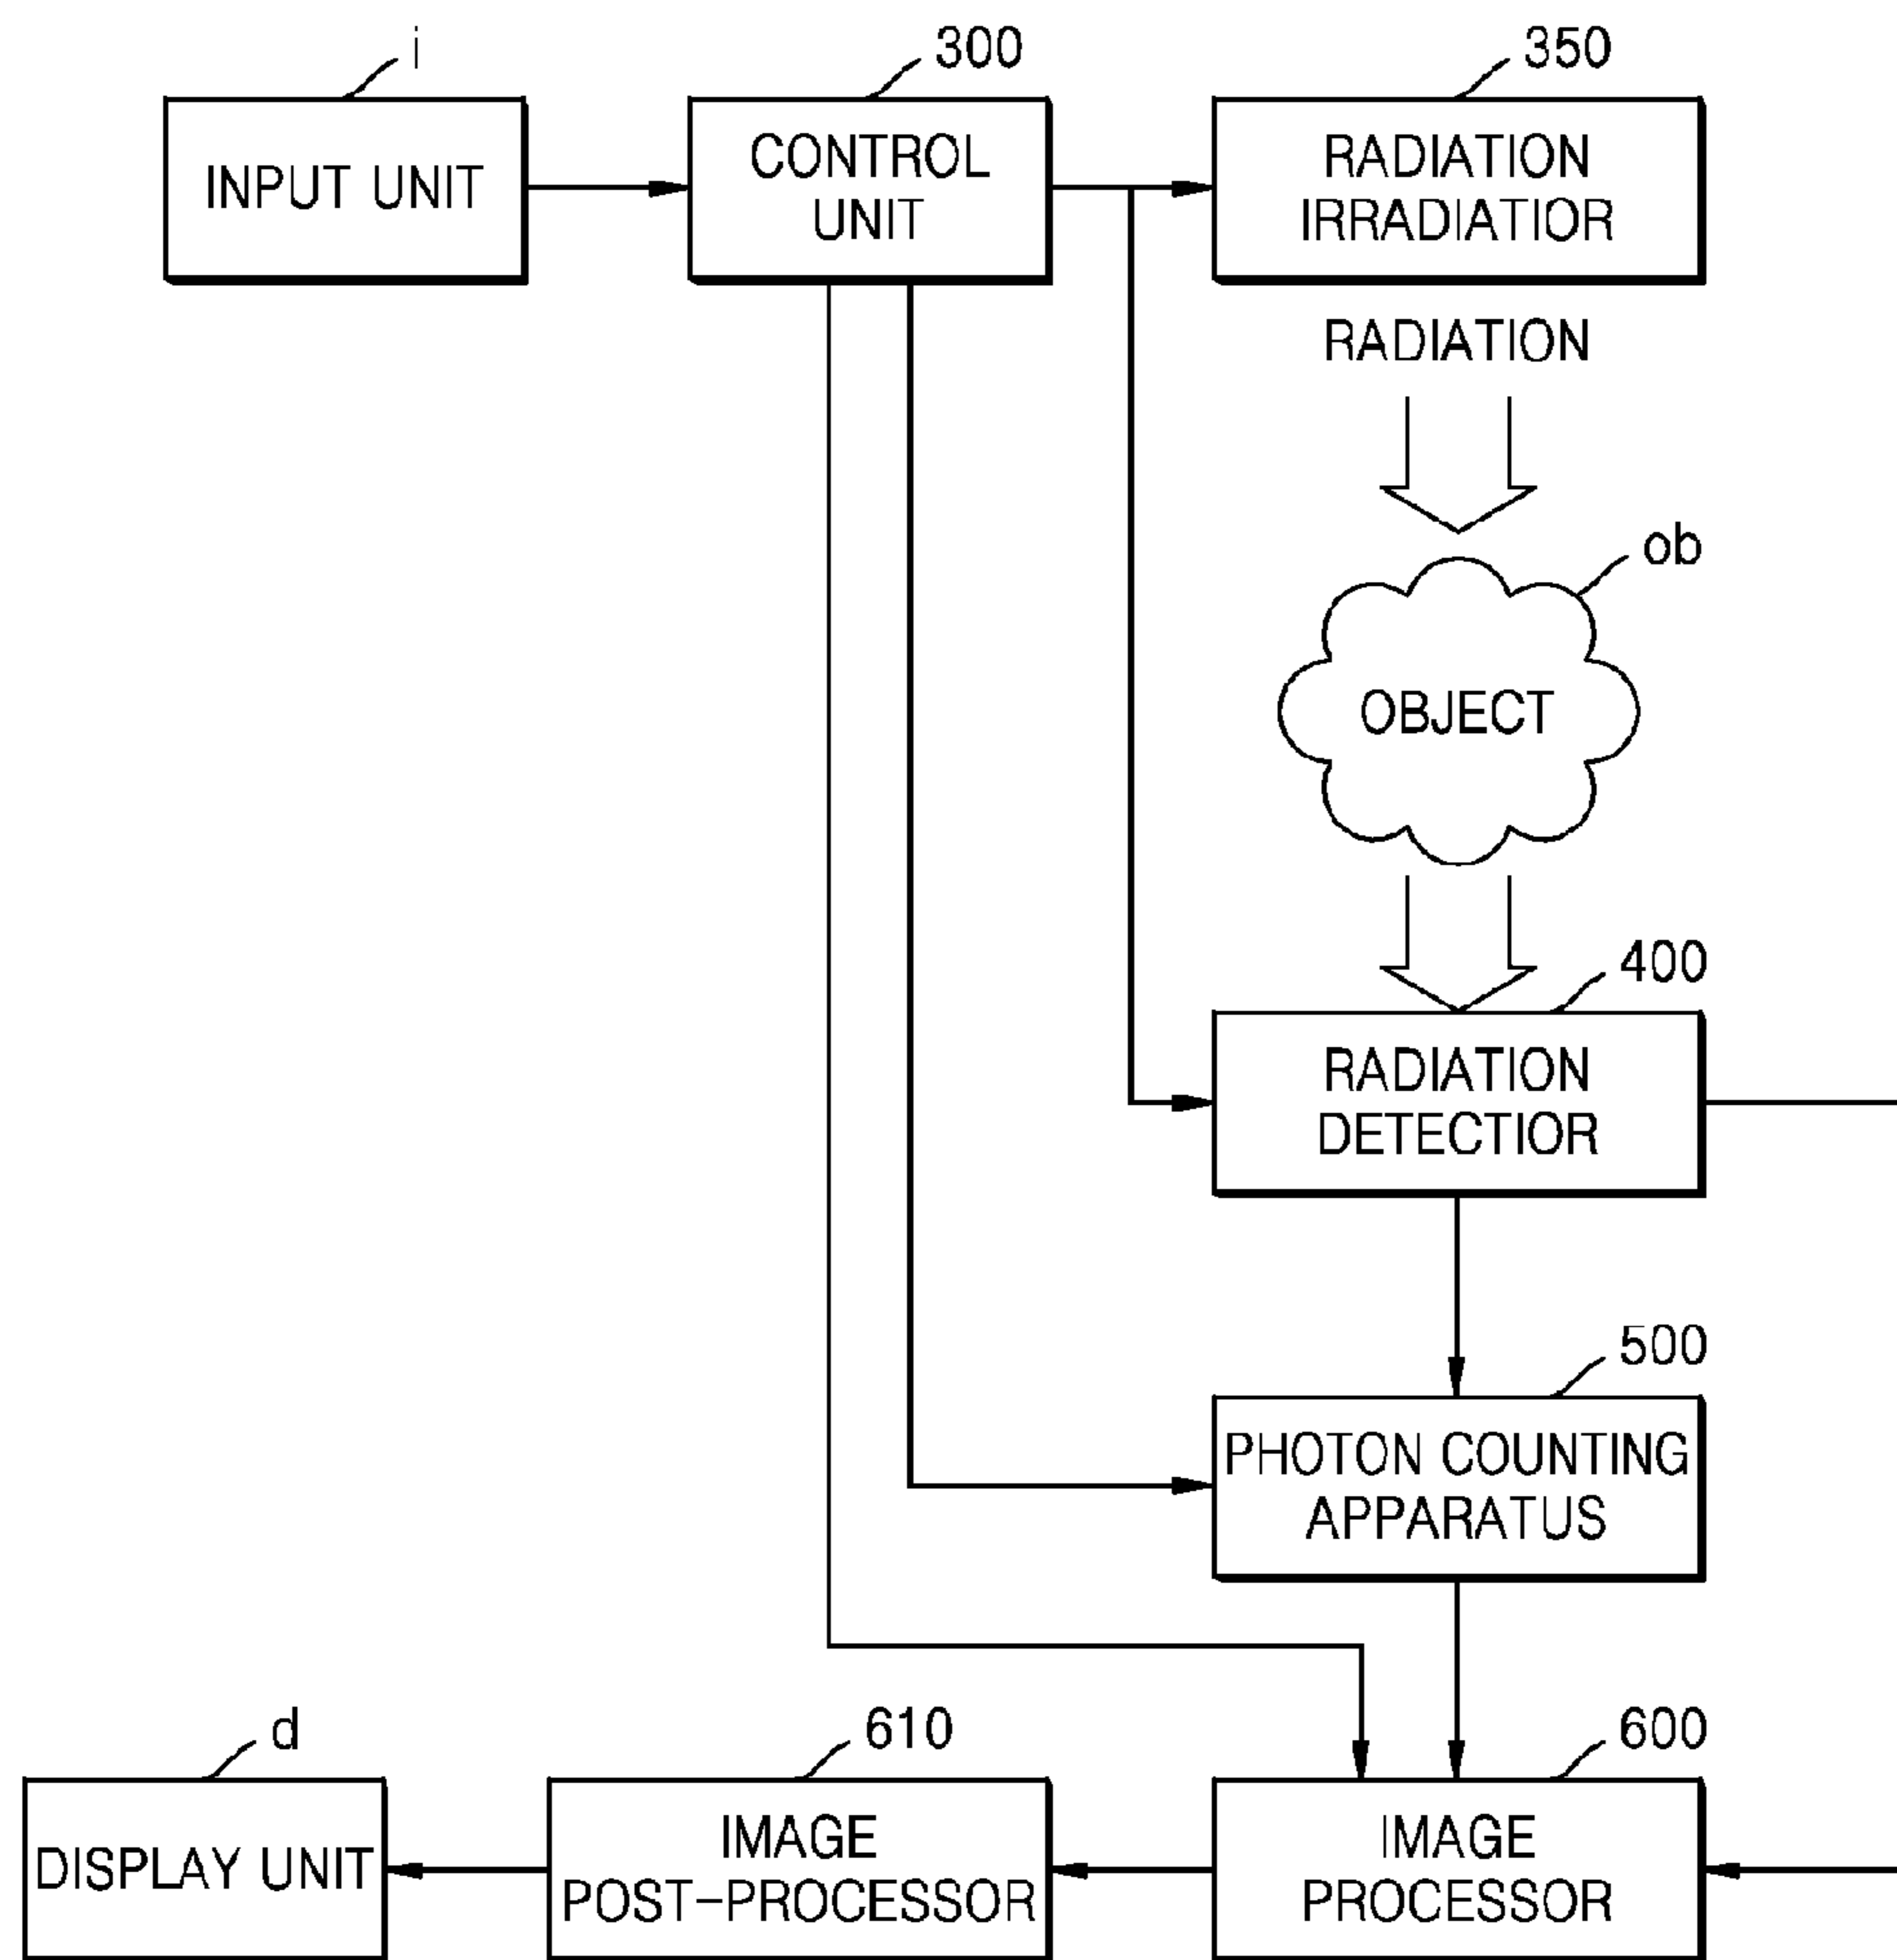 i
300
350
INPUT UNIT
CONTROL
UNIT
RADIATION
IRRADIATIOR
RADIATION
ob
OBJECT
400
RADIATION
DETECTIOR
500
PHOTON COUNTING
APPARATUS
d
610
600
DISPLAY UNIT
IMAGE
POST-PROCESSOR
IMAGE
PROCESSOR